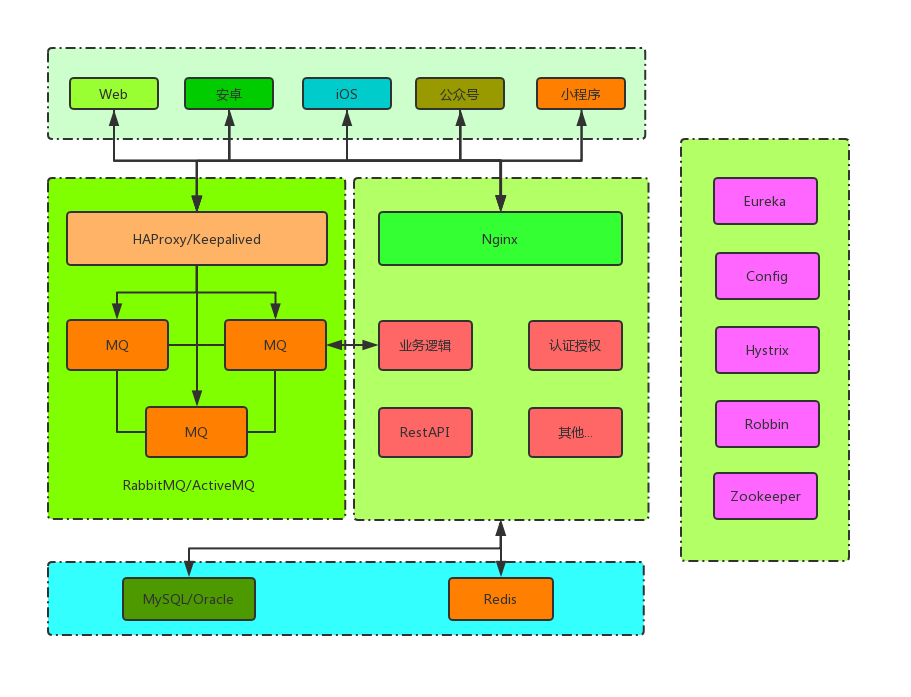 Web
安卓
iOS
公众号
小程序
HAProxy/Keepalived
Nginx
MQ
MQ
MQ
RabbitMQ/ActiveMQ
业务逻辑
认证授权
RestAPI
其他...
Eureka
Config
Hystrix
Robbin
Zookeeper
MySQL/Oracle
Redis